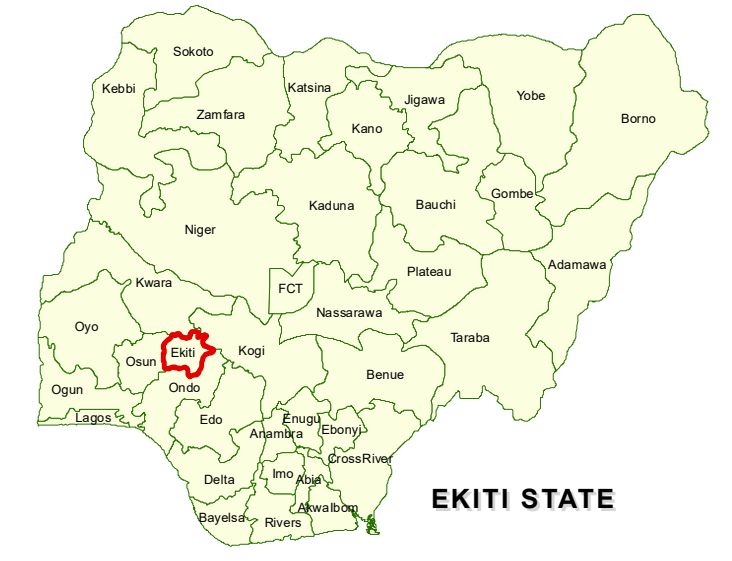 Sokoto
Kebbi
Katsina
Zamfara
Jigawa
Yobe
Kano
Borno
Gombe
Kaduna
Bauchi
Niger
Adamawa
Plateau
Kwara
FCT
Nassarawa
Oyo
Taraba
Ekiti
Kogi
Osun
Benue
Ogun
Ondo
Lagos
Edo
Enugu
Ebonyi
Anambra
CrossRiver
Imo
Abia
Delta
EKITI STATE
AkwaIbom
Bayelsa
Rivers